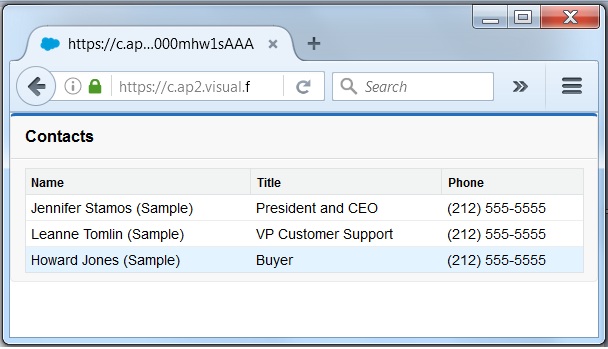 https://c.ap...000mhw1sAAA
https://c.ap2.visual.f
Search
Contacts
Name Title Phone
Jennifer Stamos (Sample) President and CEO (212) 555-5555
Leanne Tomlin (Sample) VP Customer Support (212) 555-5555
Howard Jones (Sample) Buyer (212) 555-5555